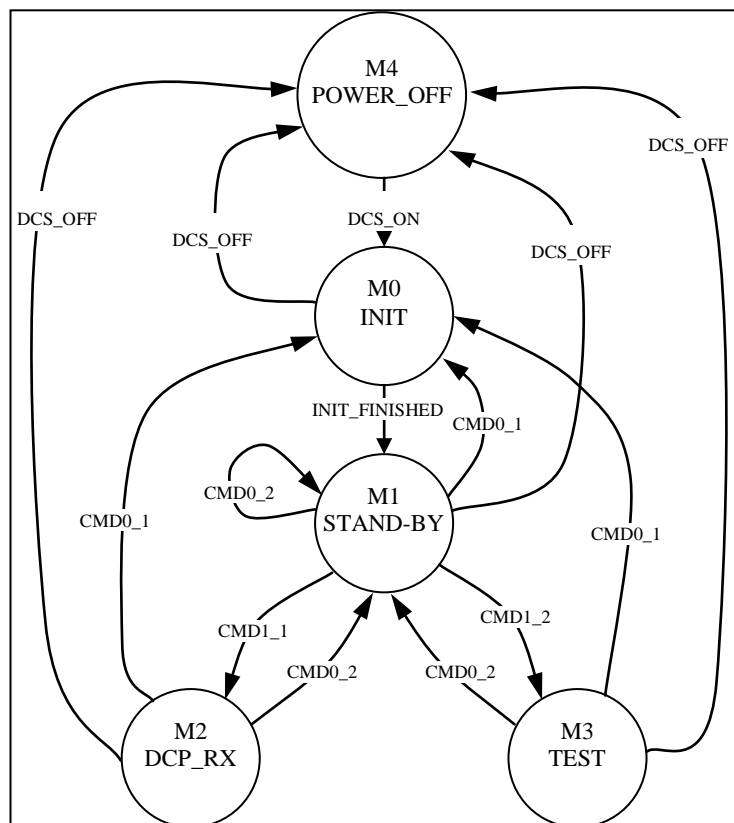 M4
POWER_OFF
DCS_OFF
DCS_OFF
DCS_ON
DCS_OFF
DCS_OFF
M0
INIT
INIT_FINISHED
CMD0_1
CMD0_2
M1
STAND-BY
CMD0_1
CMD0_1
CMD1_1
CMD1_2
CMD0_2
CMD0_2
M2
DCP_RX
M3
TEST